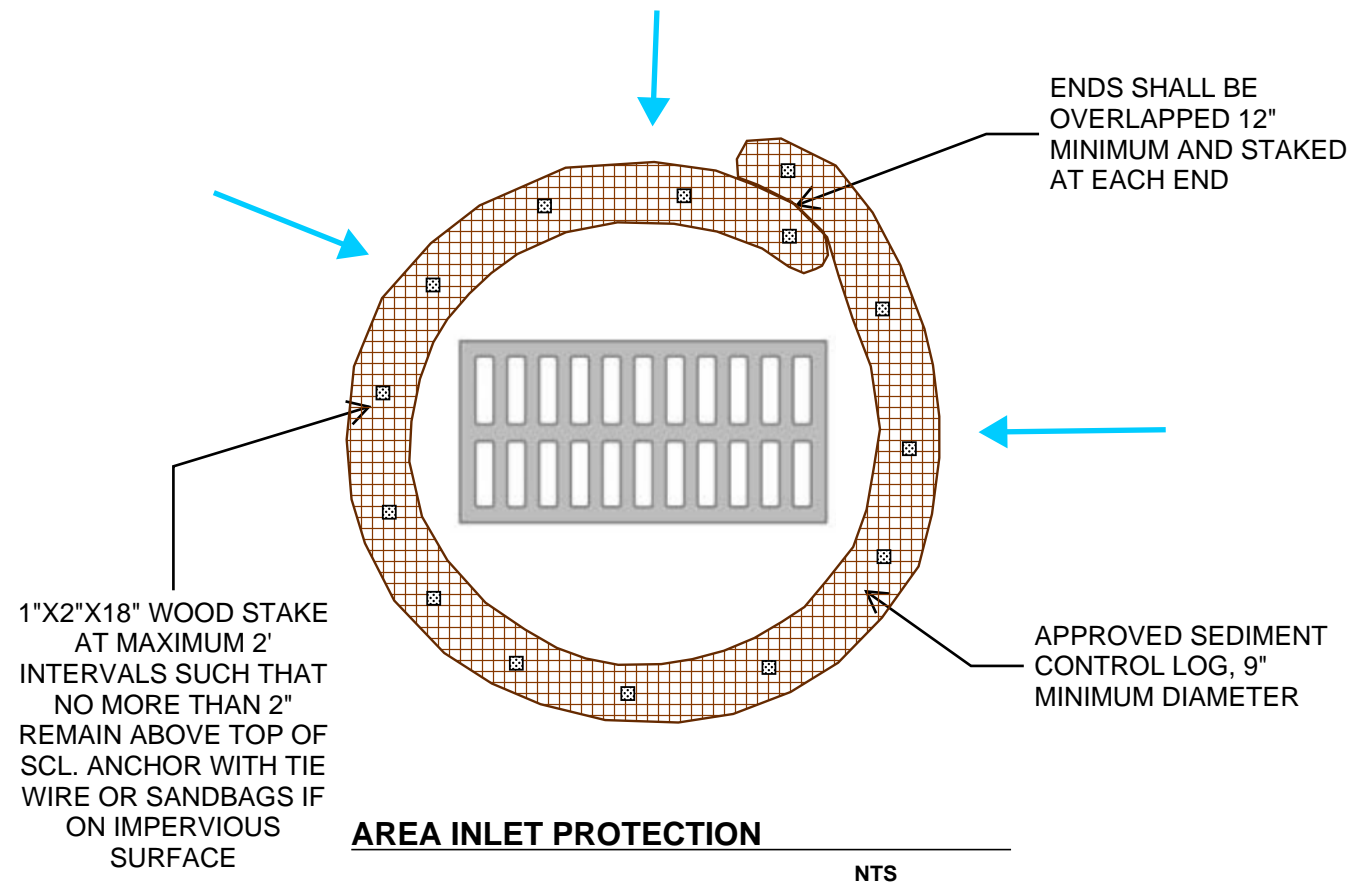 ENDS SHALL BE
OVERLAPPED 12"
MINIMUM AND STAKED
AT EACH END
1"X2"X18" WOOD STAKE
AT MAXIMUM 2'
INTERVALS SUCH THAT
NO MORE THAN 2"
REMAIN ABOVE TOP OF
SCL. ANCHOR WITH TIE
WIRE OR SANDBAGS IF
ON IMPERVIOUS
SURFACE
APPROVED SEDIMENT
CONTROL LOG, 9"
MINIMUM DIAMETER
AREA INLET PROTECTION
NTS